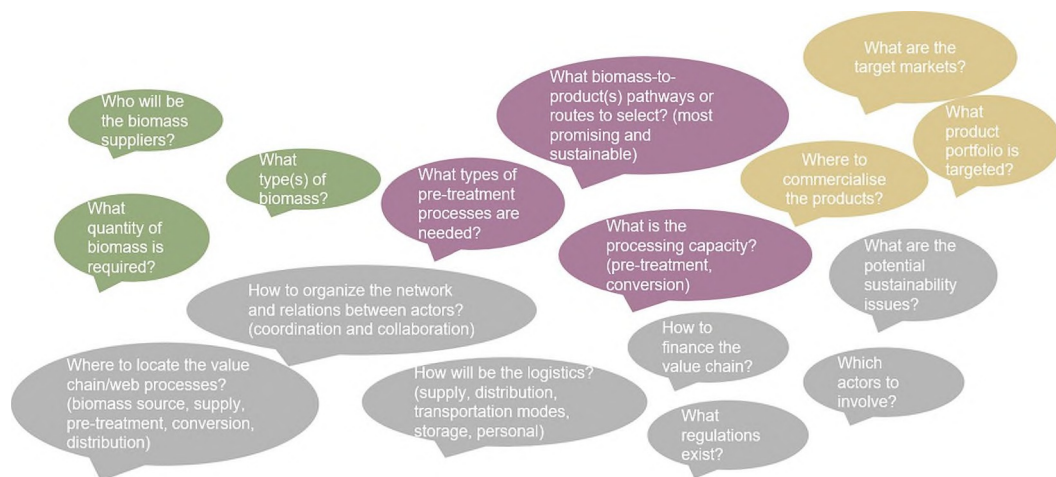 What are the
target markets?
What biomass-to-
product(s) pathways or
routes to select? (most
promising and
sustainable)
Who will be
the biomass
suppliers?
What
product
portfolio is
targeted?
What
type(s) of
biomass?
What types of
pre-treatment
processes are
needed?
Where to
commercialise
the products?
What
quantity of
biomass is
required?
What is the
processing capacity?
(pre-treatment,
conversion)
What are the
potential
sustainability
issues?
How to organize the network
and relations between actors?
(coordination and collaboration)
How to
finance the
value chain?
Where to locate the value
chain/web processes?
(biomass source, supply,
pre-treatment, conversion,
distribution)
How will be the logistics?
(supply, distribution,
transportation modes,
storage, personal)
Which
actors to
involve?
What
regulations
exist?